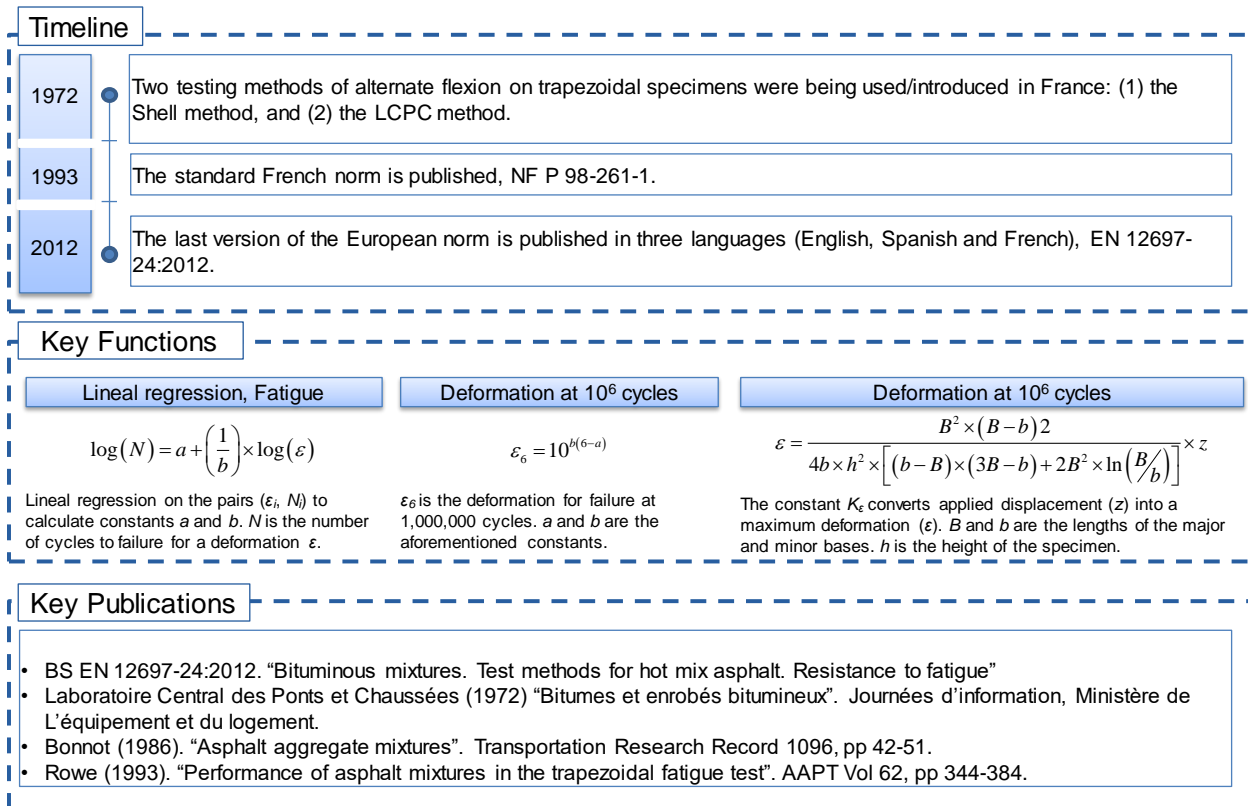 Timeline
1972
Two testing methods of alternate flexion on trapezoidal specimens were being used/introduced in France: (1) the
Shell method, and (2) the LCPC method.
1993
The standard French norm is published, NF P 98-261-1.
2012
The last version of the European norm is published in three languages (English, Spanish and French), EN 12697-
24:2012.
Key Functions
Lineal regression, Fatigue
log(N) = a + (1/b) × log(ε)
Lineal regression on the pairs (εᵢ, Nᵢ) to
calculate constants a and b. N is the number
of cycles to failure for a deformation ε.
Deformation at 10⁶ cycles
ε₆ = 10^(b(6−a))
ε₆ is the deformation for failure at
1,000,000 cycles. a and b are the
aforementioned constants.
Deformation at 10⁶ cycles
ε = B² × (B − b) 2 / 4b × h² × [(b − B) × (3B − b) + 2B² × ln(B/b)] × z
The constant Kε converts applied displacement (z) into a
maximum deformation (ε). B and b are the lengths of the major
and minor bases. h is the height of the specimen.
Key Publications
• BS EN 12697-24:2012. “Bituminous mixtures. Test methods for hot mix asphalt. Resistance to fatigue”
• Laboratoire Central des Ponts et Chaussées (1972) “Bitumes et enrobés bitumineux”. Journées d’information, Ministère de
L’équipement et du logement.
• Bonnot (1986). “Asphalt aggregate mixtures”. Transportation Research Record 1096, pp 42-51.
• Rowe (1993). “Performance of asphalt mixtures in the trapezoidal fatigue test”. AAPT Vol 62, pp 344-384.